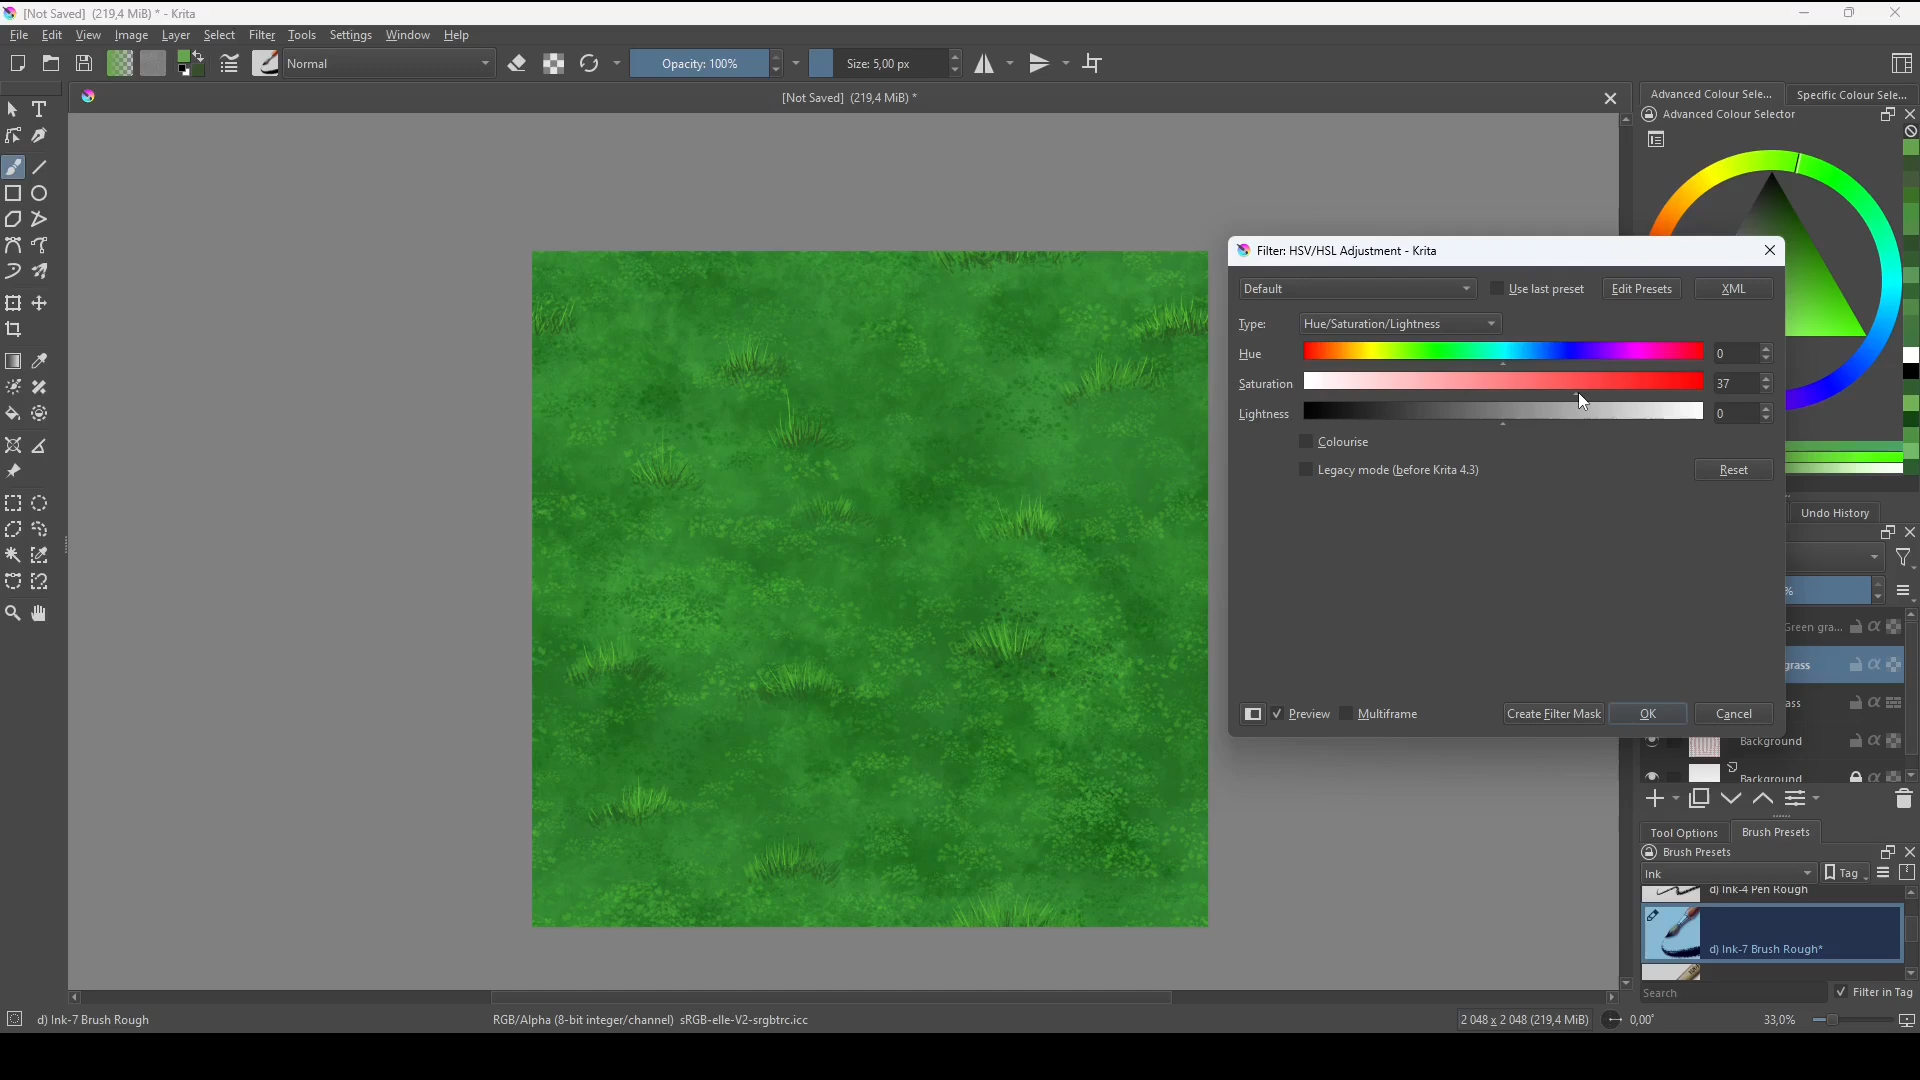 [Not Saved] (219,4 MiB) * - Krita
File Edit View Image Layer Select Filter Tools Settings Window Help
Normal
Opacity: 100%
Size: 5,00 px
[Not Saved] (219,4 MiB) *
Advanced Colour Sele...
Specific Colour Sele...
Advanced Colour Selector
Filter: HSV/HSL Adjustment - Krita
Default
Use last preset
Edit Presets
XML
Type:
Hue/Saturation/Lightness
Hue
0
Saturation
37
Lightness
0
Colourise
Legacy mode (before Krita 4.3)
Reset
Undo History
%
Green gra...
grass
ass
Preview
Multiframe
Create Filter Mask
OK
Cancel
Background
Background
Tool Options
Brush Presets
Brush Presets
Ink
Tag
d) Ink-4 Pen Rough
d) Ink-7 Brush Rough*
Search
Filter in Tag
d) Ink-7 Brush Rough
RGB/Alpha (8-bit integer/channel) sRGB-elle-V2-srgbtrc.icc
2 048 x 2 048 (219,4 MiB)
0,00°
33,0%